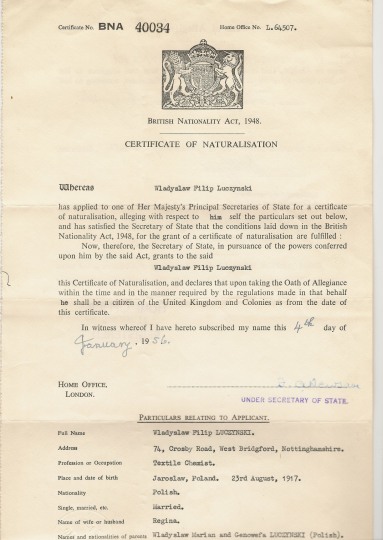 Certificate No. BNA 40034 Home Office No. L.64507.
BRITISH NATIONALITY ACT, 1948.
CERTIFICATE OF NATURALISATION
Whereas Wladyslaw Filip Luczynski
has applied to one of Her Majesty's Principal Secretaries of State for a certificate
of naturalisation, alleging with respect to him self the particulars set out below,
and has satisfied the Secretary of State that the conditions laid down in the British
Nationality Act, 1948, for the grant of a certificate of naturalisation are fulfilled :
Now, therefore, the Secretary of State, in pursuance of the powers conferred
upon him by the said Act, grants to the said
Wladyslaw Filip Luczynski
this Certificate of Naturalisation, and declares that upon taking the Oath of Allegiance
within the time and in the manner required by the regulations made in that behalf
he shall be a citizen of the United Kingdom and Colonies as from the date of
this certificate.
In witness whereof I have hereto subscribed my name this 4th day of
January, 1956.
HOME OFFICE,
LONDON.
UNDER SECRETARY OF STATE.
PARTICULARS RELATING TO APPLICANT.
Full Name Wladyslaw Filip LUCZYNSKI.
Address 74, Crosby Road, West Bridgford, Nottinghamshire.
Profession or Occupation Textile Chemist.
Place and date of birth Jaroslaw, Poland. 23rd August, 1917.
Nationality Polish.
Single, married, etc. Married.
Name of wife or husband Regina.
Names and nationalities of parents Wladyslaw Marian and Genowefa LUCZYNSKI (Polish).